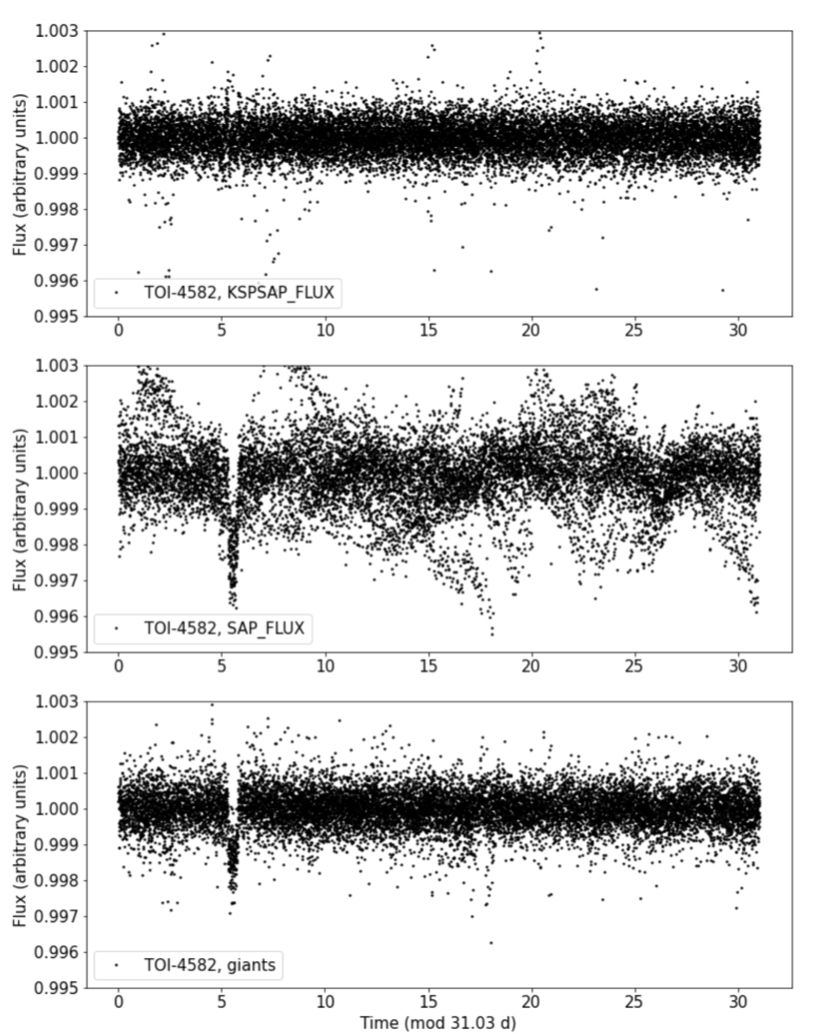 1.003
1.002
1.001
1.000
0.999
0.998
0.997
0.996
0.995
Flux (arbitrary units)
TOI-4582, KSPSAP_FLUX
0 5 10 15 20 25 30
1.003
1.002
1.001
1.000
0.999
0.998
0.997
0.996
0.995
Flux (arbitrary units)
TOI-4582, SAP_FLUX
0 5 10 15 20 25 30
1.003
1.002
1.001
1.000
0.999
0.998
0.997
0.996
0.995
Flux (arbitrary units)
TOI-4582, giants
0 5 10 15 20 25 30
Time (mod 31.03 d)